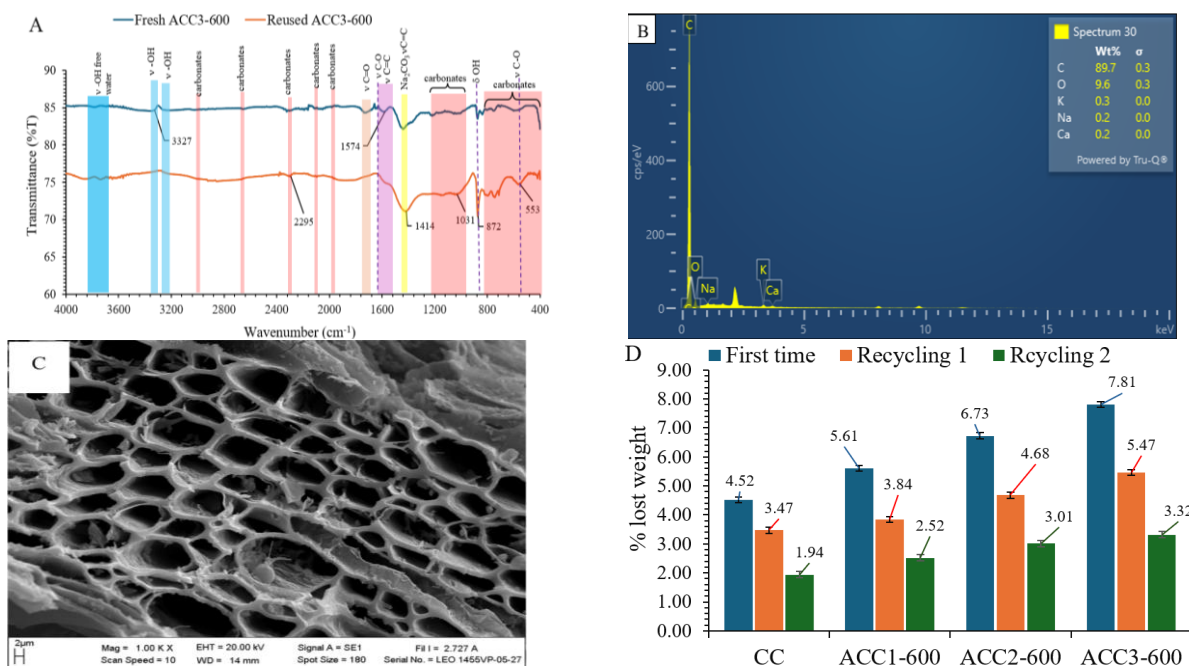 A
Fresh ACC3-600
Reused ACC3-600
Transmittance (%T)
90
85
80
75
70
65
60
4000
3600
3200
2800
2400
2000
1600
1200
800
400
Wavenumber (cm-1)
ν -OH free
water
ν -OH
ν -OH
carbonates
carbonates
carbonates
carbonates
carbonates
ν C=O
ν C-O
ν C=C
Na2CO3
νC=C
carbonates
-δ OH
carbonates
ν C-O
3327
1574
2295
1414
1031
872
553
B
Spectrum 30
Wt% σ
C 89.7 0.3
O 9.6 0.3
K 0.3 0.0
Na 0.2 0.0
Ca 0.2 0.0
Powered by Tru-Q®
cps/eV
600
400
200
0
C
O
Na
K
Ca
0
5
10
15
keV
C
2µm
H
Mag = 1.00 K X EHT = 20.00 kV Signal A = SE1 Fil I = 2.727 A
Scan Speed = 10 WD = 14 mm Spot Size = 180 Serial No. = LEO 1455VP-05-27
D
First time
Recycling 1
Rcycling 2
% lost weight
9.00
8.00
7.00
6.00
5.00
4.00
3.00
2.00
1.00
0.00
4.52
3.47
1.94
5.61
3.84
2.52
6.73
4.68
3.01
7.81
5.47
3.32
CC
ACC1-600
ACC2-600
ACC3-600